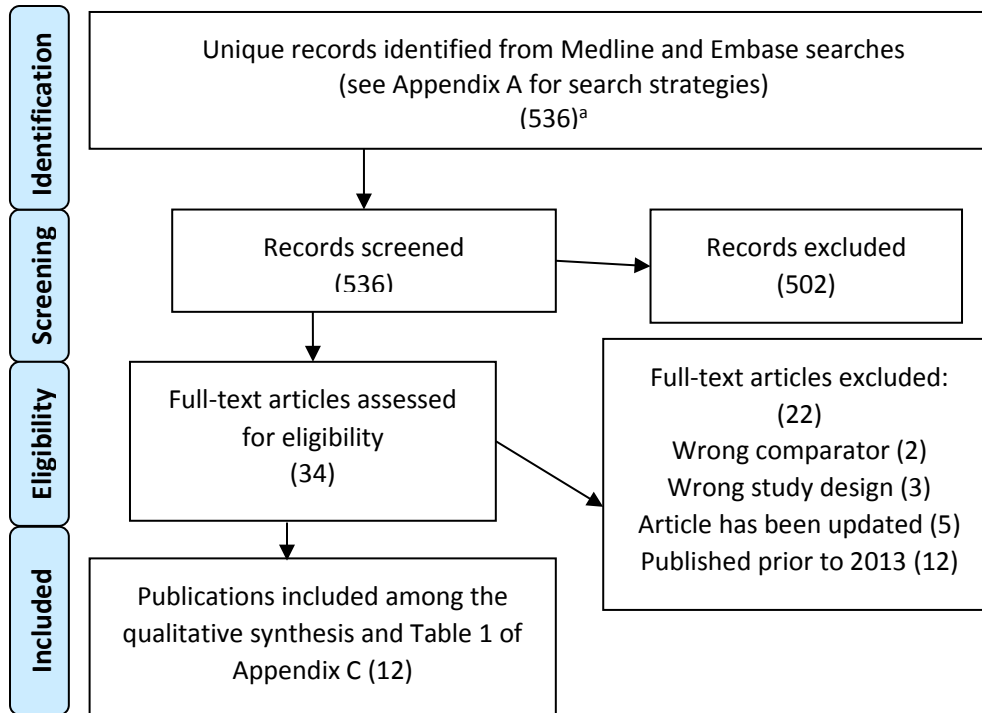 Identification
Unique records identified from Medline and Embase searches
(see Appendix A for search strategies)
(536)a
Screening
Records screened
(536)
Records excluded
(502)
Eligibility
Full-text articles assessed
for eligibility
(34)
Full-text articles excluded:
(22)
Wrong comparator (2)
Wrong study design (3)
Article has been updated (5)
Published prior to 2013 (12)
Included
Publications included among the
qualitative synthesis and Table 1 of
Appendix C (12)